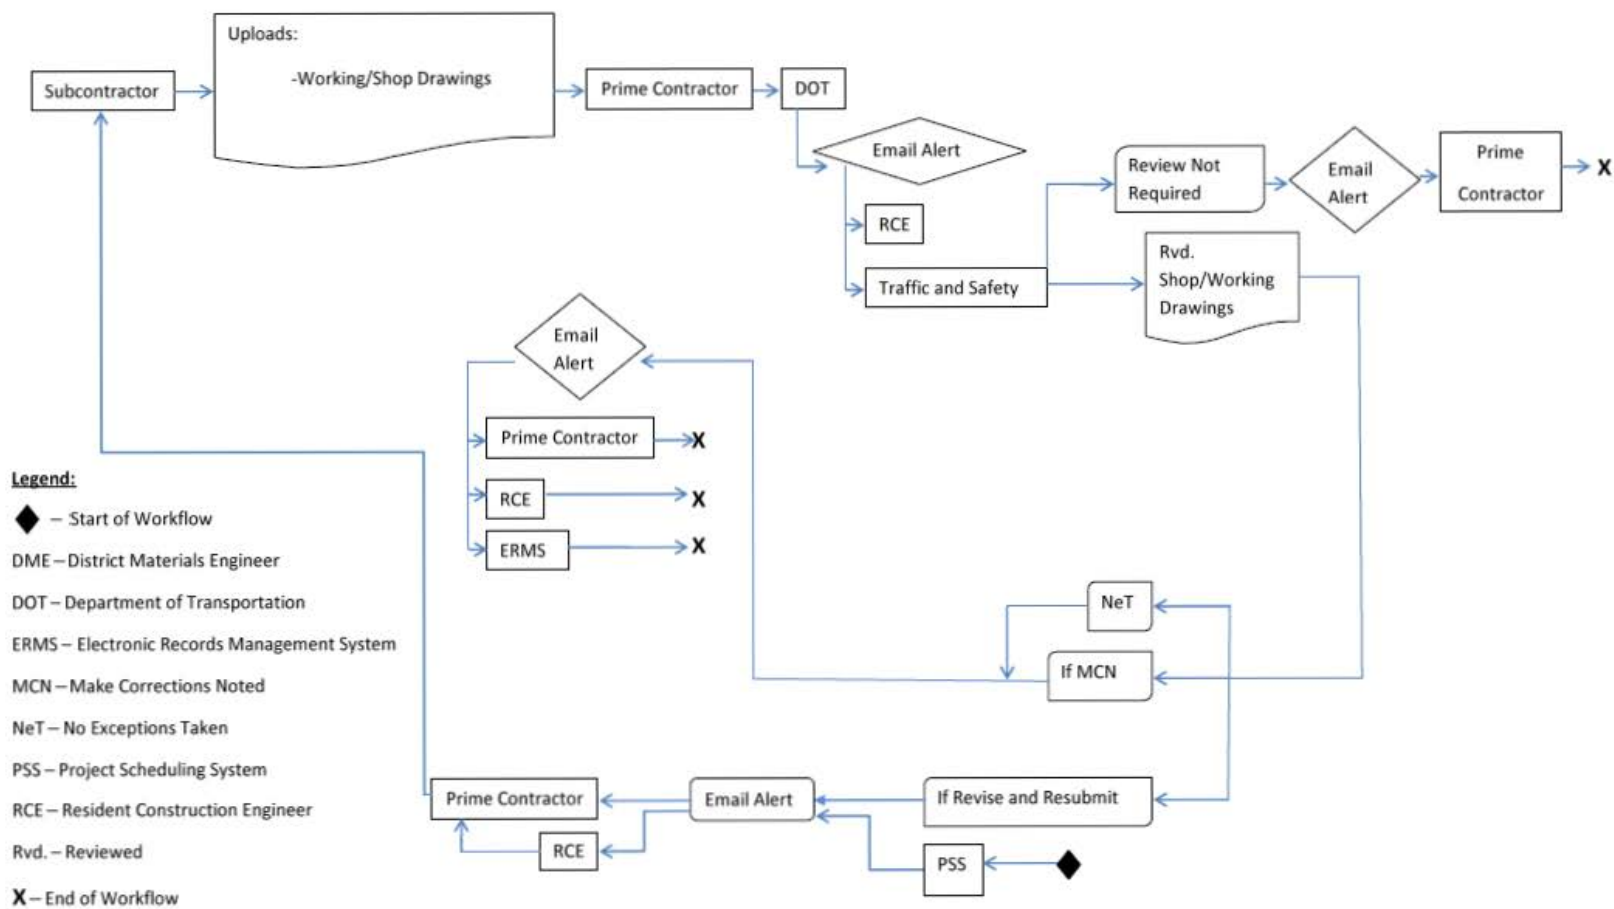 Uploads:
-Working/Shop Drawings
Subcontractor
Prime Contractor
DOT
Email Alert
RCE
Traffic and Safety
Review Not
Required
Email
Alert
Prime
Contractor
X
Rvd.
Shop/Working
Drawings
Email
Alert
Prime Contractor
X
RCE
X
ERMS
X
NeT
If MCN
If Revise and Resubmit
Email Alert
Prime Contractor
RCE
PSS
Legend:
– Start of Workflow
DME – District Materials Engineer
DOT – Department of Transportation
ERMS – Electronic Records Management System
MCN – Make Corrections Noted
NeT – No Exceptions Taken
PSS – Project Scheduling System
RCE – Resident Construction Engineer
Rvd. – Reviewed
X – End of Workflow